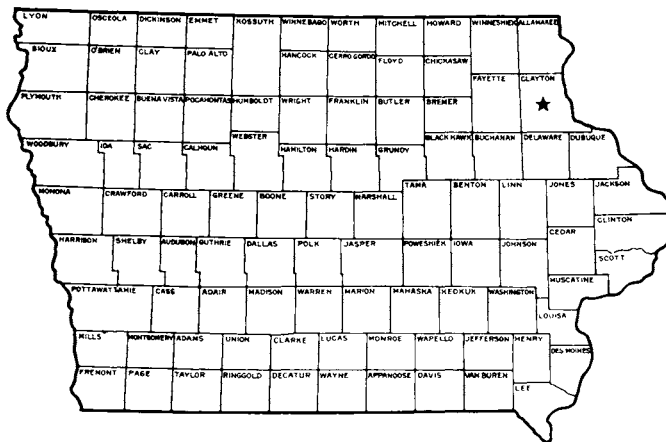 LYON OSCEOLA DICKINSON EMMET KOSSUTH WINNEBAGO WORTH MITCHELL HOWARD WINNESHIEK ALLAMAKEE
SIOUX O'BRIEN CLAY PALO ALTO HANCOCK CERRO GORDO FLOYD CHICKASAW FAYETTE CLAYTON
PLYMOUTH CHEROKEE BUENA VISTA POCAHONTAS HUMBOLDT WRIGHT FRANKLIN BUTLER BREMER
WOODBURY IDA SAC CALHOUN WEBSTER HAMILTON HARDIN GRUNDY BLACK HAWK BUCHANAN DELAWARE DUBUQUE
MONONA CRAWFORD CARROLL GREENE BOONE STORY MARSHALL TAMA BENTON LINN JONES JACKSON
CLINTON
HARRISON SHELBY AUDUBON GUTHRIE DALLAS POLK JASPER POWESHIEK IOWA JOHNSON CEDAR
SCOTT
MUSCATINE
POTTAWATTAMIE CASS ADAIR MADISON WARREN MARION MAHASKA KEOKUK WASHINGTON
LOUISA
MILLS MONTGOMERY ADAMS UNION CLARKE LUCAS MONROE WAPELLO JEFFERSON HENRY
DES MOINES
FREMONT PAGE TAYLOR RINGGOLD DECATUR WAYNE APPANOOSE DAVIS VAN BUREN
LEE